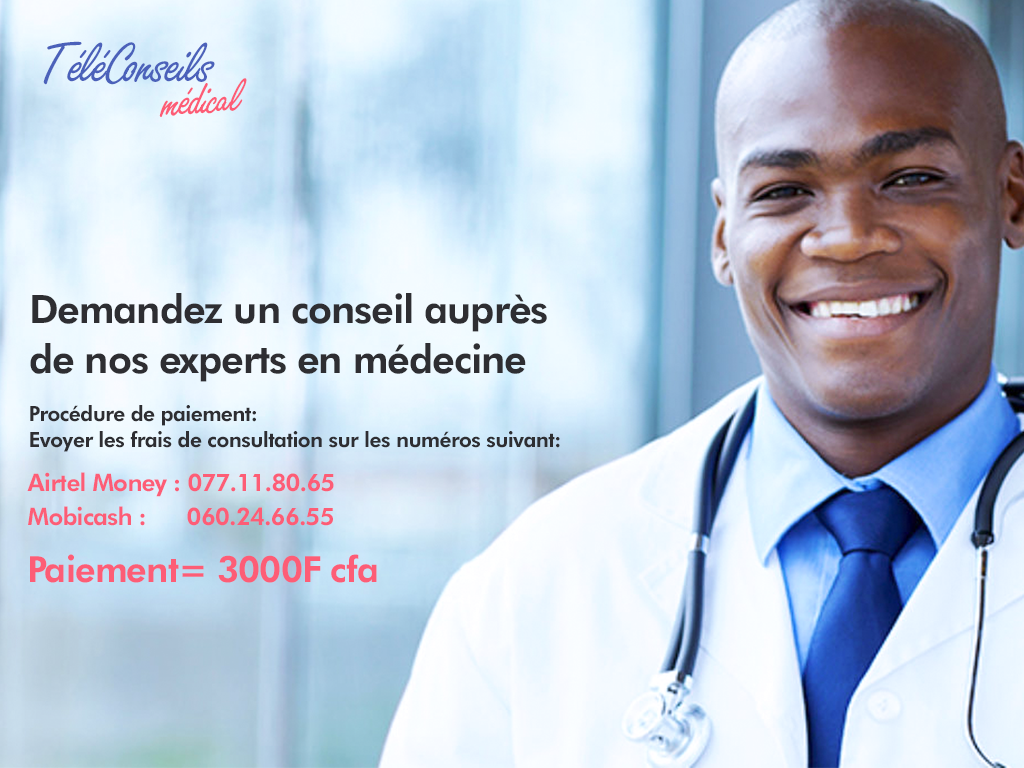 TéléConseils
médical
Demandez un conseil auprès
de nos experts en médecine
Procédure de paiement:
Evoyer les frais de consultation sur les numéros suivant:
Airtel Money : 077.11.80.65
Mobicash : 060.24.66.55
Paiement= 3000F cfa